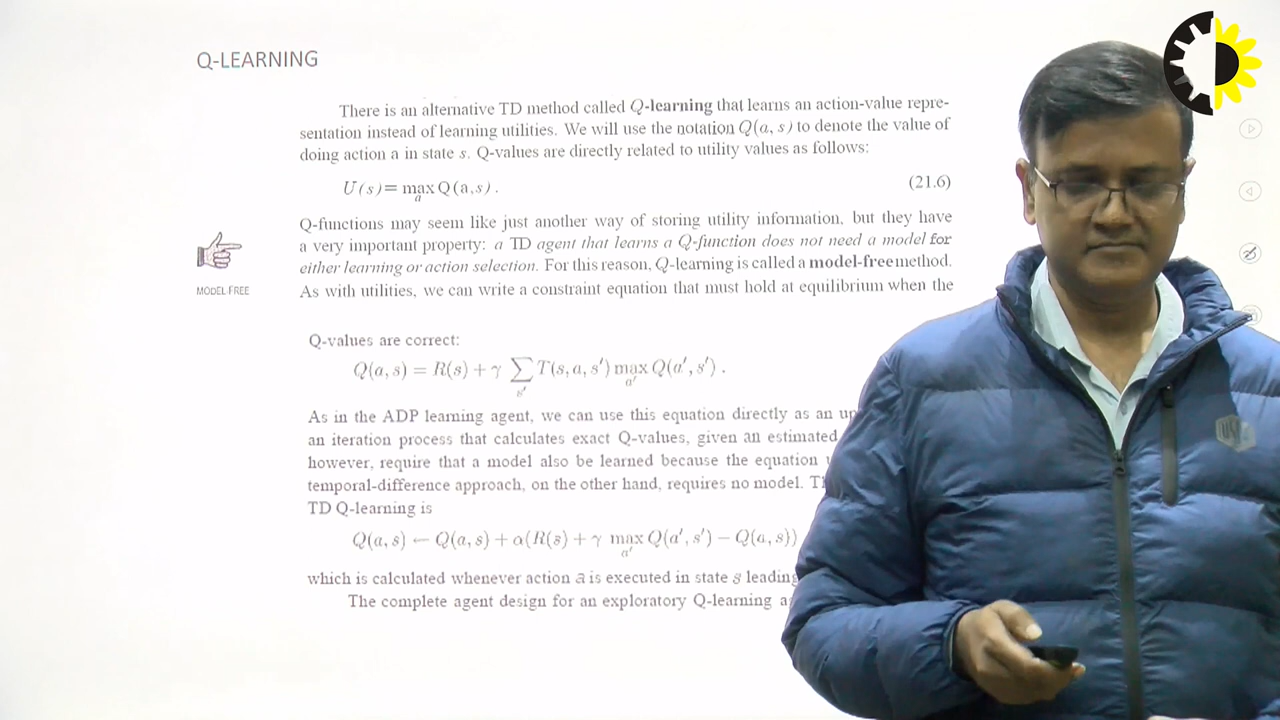 Q-LEARNING
There is an alternative TD method called Q-learning that learns an action-value repre-
sentation instead of learning utilities. We will use the notation Q(a, s) to denote the value of
doing action a in state s. Q-values are directly related to utility values as follows:
U(s) = max Q(a, s) . (21.6)
a
Q-functions may seem like just another way of storing utility information, but they have
a very important property: a TD agent that learns a Q-function does not need a model for
either learning or action selection. For this reason, Q-learning is called a model-free method.
MODEL-FREE
As with utilities, we can write a constraint equation that must hold at equilibrium when the
Q-values are correct:
Q(a, s) = R(s) + γ ∑ T(s, a, s′) max Q(a′, s′) .
s′ a′
As in the ADP learning agent, we can use this equation directly as an
an iteration process that calculates exact Q-values, given an estimated
however, require that a model also be learned because the equation
temporal-difference approach, on the other hand, requires no model.
TD Q-learning is
Q(a, s) ← Q(a, s) + α(R(s) + γ max Q(a′, s′) − Q(a, s))
a′
which is calculated whenever action a is executed in state s leading
The complete agent design for an exploratory Q-learning